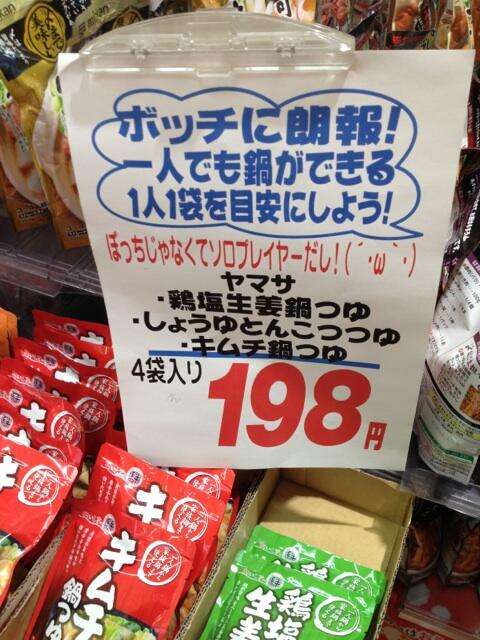 ボッチに朗報!
一人でも鍋ができる
1人1袋を目安にしよう!
ぼっちじゃなくてソロプレイヤーだし!(´・ω｀・)
ヤマサ
・鶏塩生姜鍋つゆ
・しょうゆとんこつつゆ
・キムチ鍋つゆ
4袋入り
198円
キムチ
鍋つゆ
キ
鶏塩
生姜